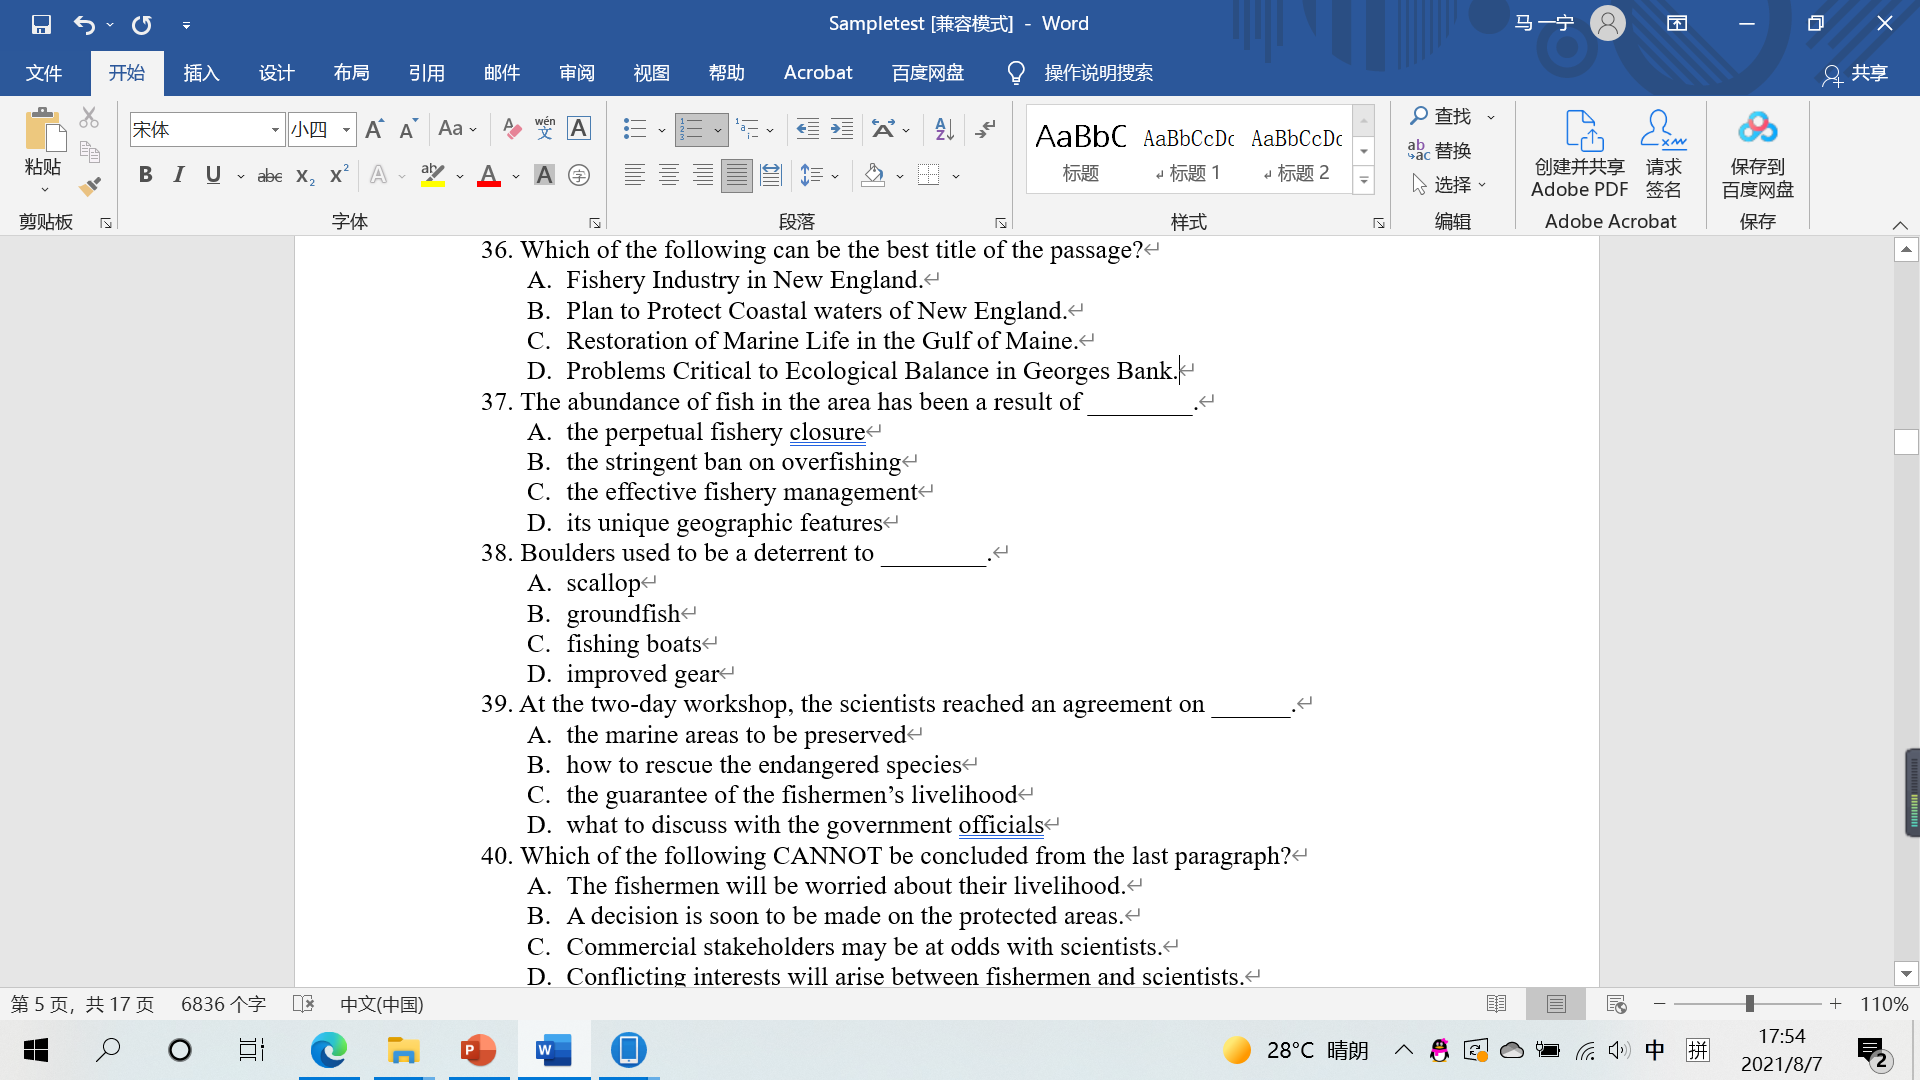 Sampletest [兼容模式] - Word
马 一宁
文件 开始 插入 设计 布局 引用 邮件 审阅 视图 帮助 Acrobat 百度网盘 操作说明搜索 共享
粘贴
剪贴板
宋体 小四
字体
段落
AaBbC AaBbCcDc AaBbCcDc
标题 标题 1 标题 2
样式
查找
替换
选择
编辑
创建并共享 Adobe PDF
请求签名
Adobe Acrobat
保存到百度网盘
保存
36. Which of the following can be the best title of the passage?
A. Fishery Industry in New England.
B. Plan to Protect Coastal waters of New England.
C. Restoration of Marine Life in the Gulf of Maine.
D. Problems Critical to Ecological Balance in Georges Bank.
37. The abundance of fish in the area has been a result of ________.
A. the perpetual fishery closure
B. the stringent ban on overfishing
C. the effective fishery management
D. its unique geographic features
38. Boulders used to be a deterrent to ________.
A. scallop
B. groundfish
C. fishing boats
D. improved gear
39. At the two-day workshop, the scientists reached an agreement on ______.
A. the marine areas to be preserved
B. how to rescue the endangered species
C. the guarantee of the fishermen’s livelihood
D. what to discuss with the government officials
40. Which of the following CANNOT be concluded from the last paragraph?
A. The fishermen will be worried about their livelihood.
B. A decision is soon to be made on the protected areas.
C. Commercial stakeholders may be at odds with scientists.
D. Conflicting interests will arise between fishermen and scientists.
第 5 页，共 17 页 6836 个字 中文(中国) 110%
28°C 晴朗 中 拼 17:54
2021/8/7 2